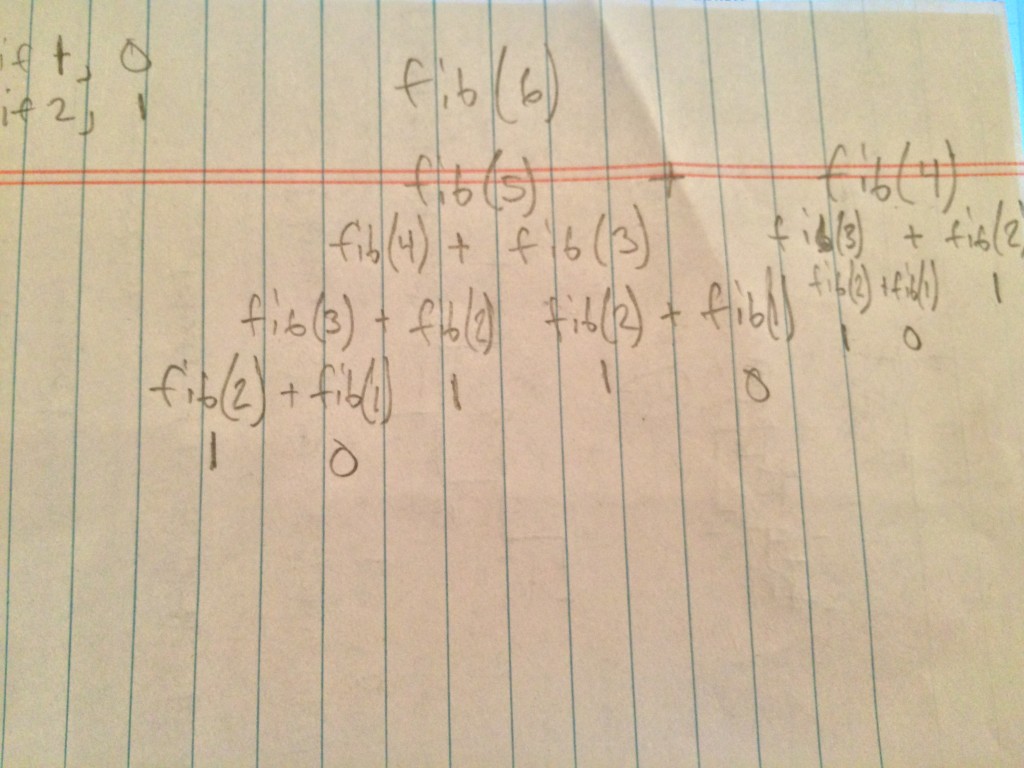 if 1, 0
if 2, 1
fib(6)
fib(5) + fib(4)
fib(4) + fib(3) fib(3) + fib(2)
fib(3) + fib(2) fib(2) + fib(1) fib(2) + fib(1) 1
fib(2) + fib(1) 1 1 0 1 0
1 0